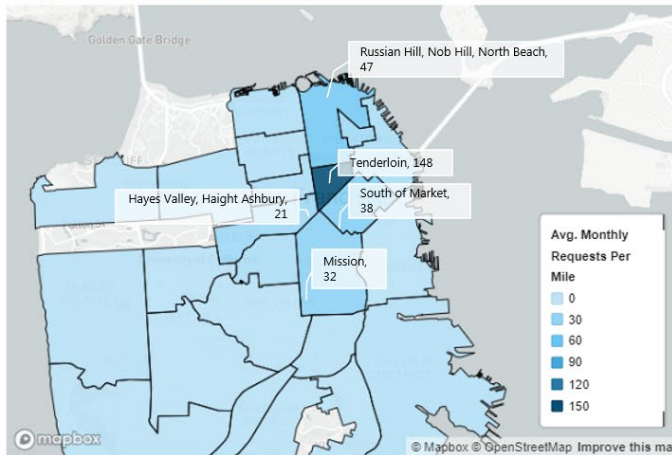 Golden Gate Bridge
Russian Hill, Nob Hill, North Beach,
47
Tenderloin, 148
Hayes Valley, Haight Ashbury,
21
South of Market,
38
Mission,
32
Avg. Monthly
Requests Per
Mile
0
30
60
90
120
150
mapbox
© Mapbox © OpenStreetMap Improve this ma